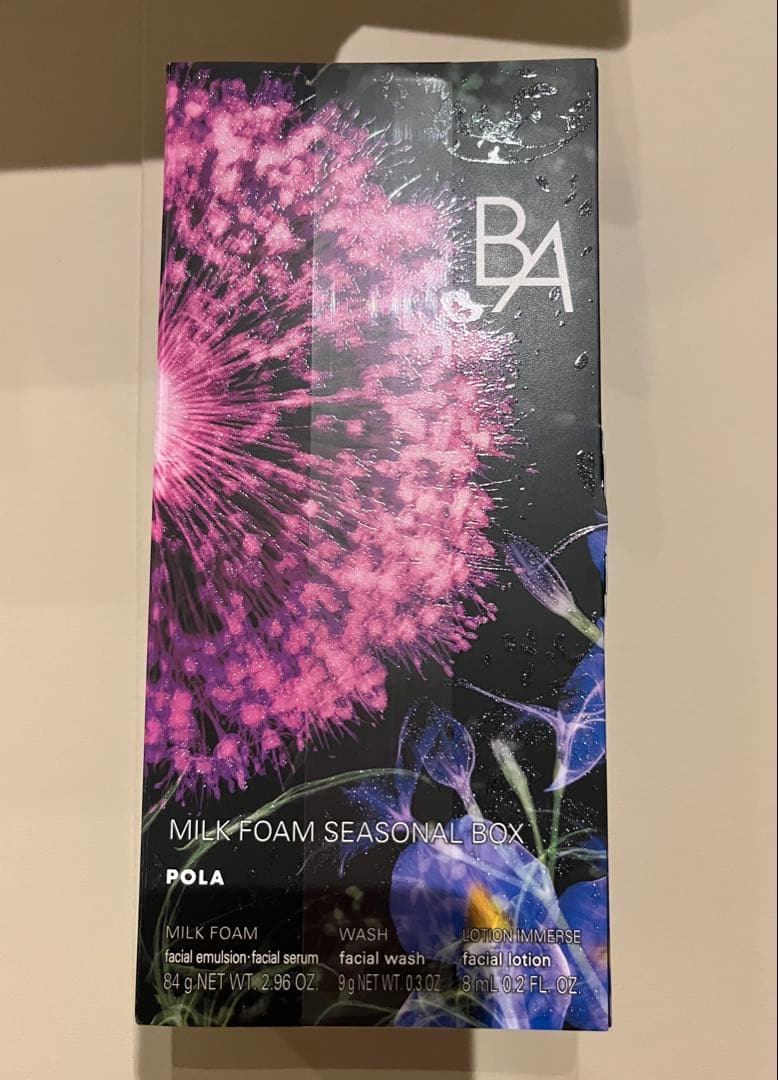 BA
MILK FOAM SEASONAL BOX
POLA
MILK FOAM
facial emulsion·facial serum
84 g NET WT. 2.96 OZ.
WASH
facial wash
9 g NET WT. 0.3 OZ
LOTION IMMERSE
facial lotion
8 mL 0.2 FL. OZ.